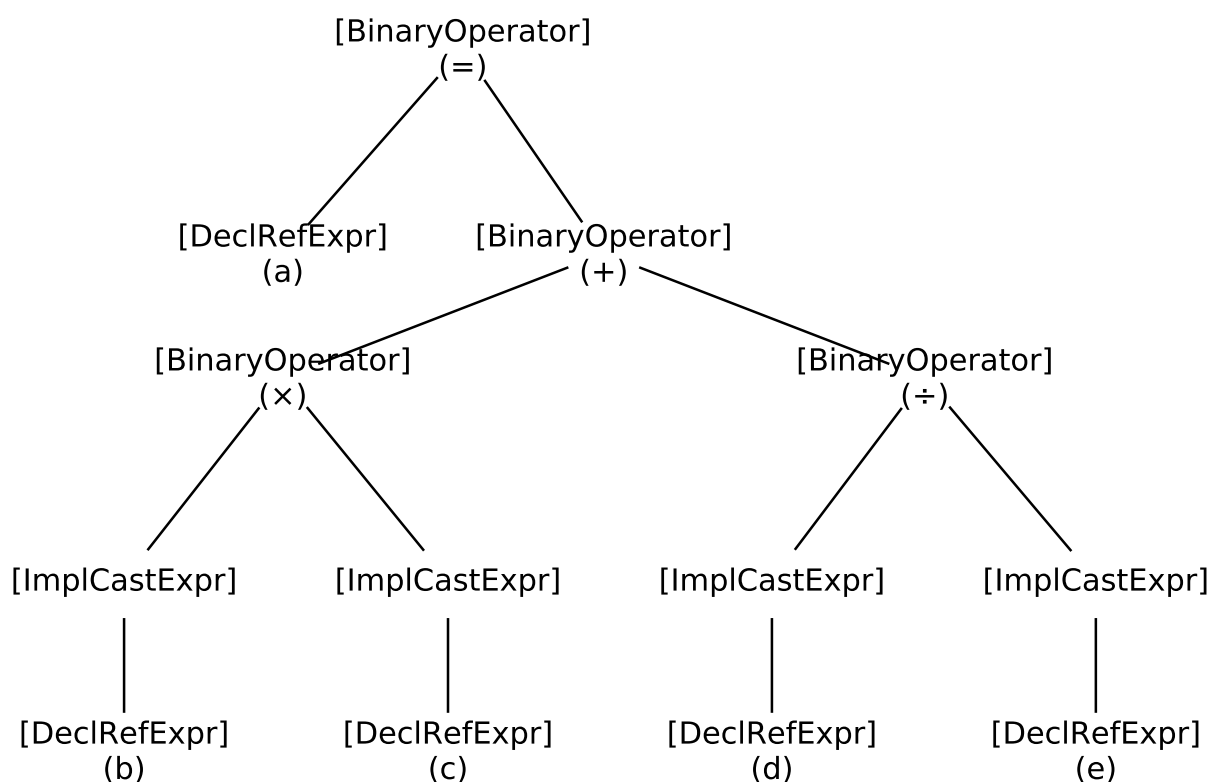 [BinaryOperator]
(=)
[DeclRefExpr]
(a)
[BinaryOperator]
(+)
[BinaryOperator]
(×)
[BinaryOperator]
(÷)
[ImplCastExpr]
[ImplCastExpr]
[ImplCastExpr]
[ImplCastExpr]
[DeclRefExpr]
(b)
[DeclRefExpr]
(c)
[DeclRefExpr]
(d)
[DeclRefExpr]
(e)